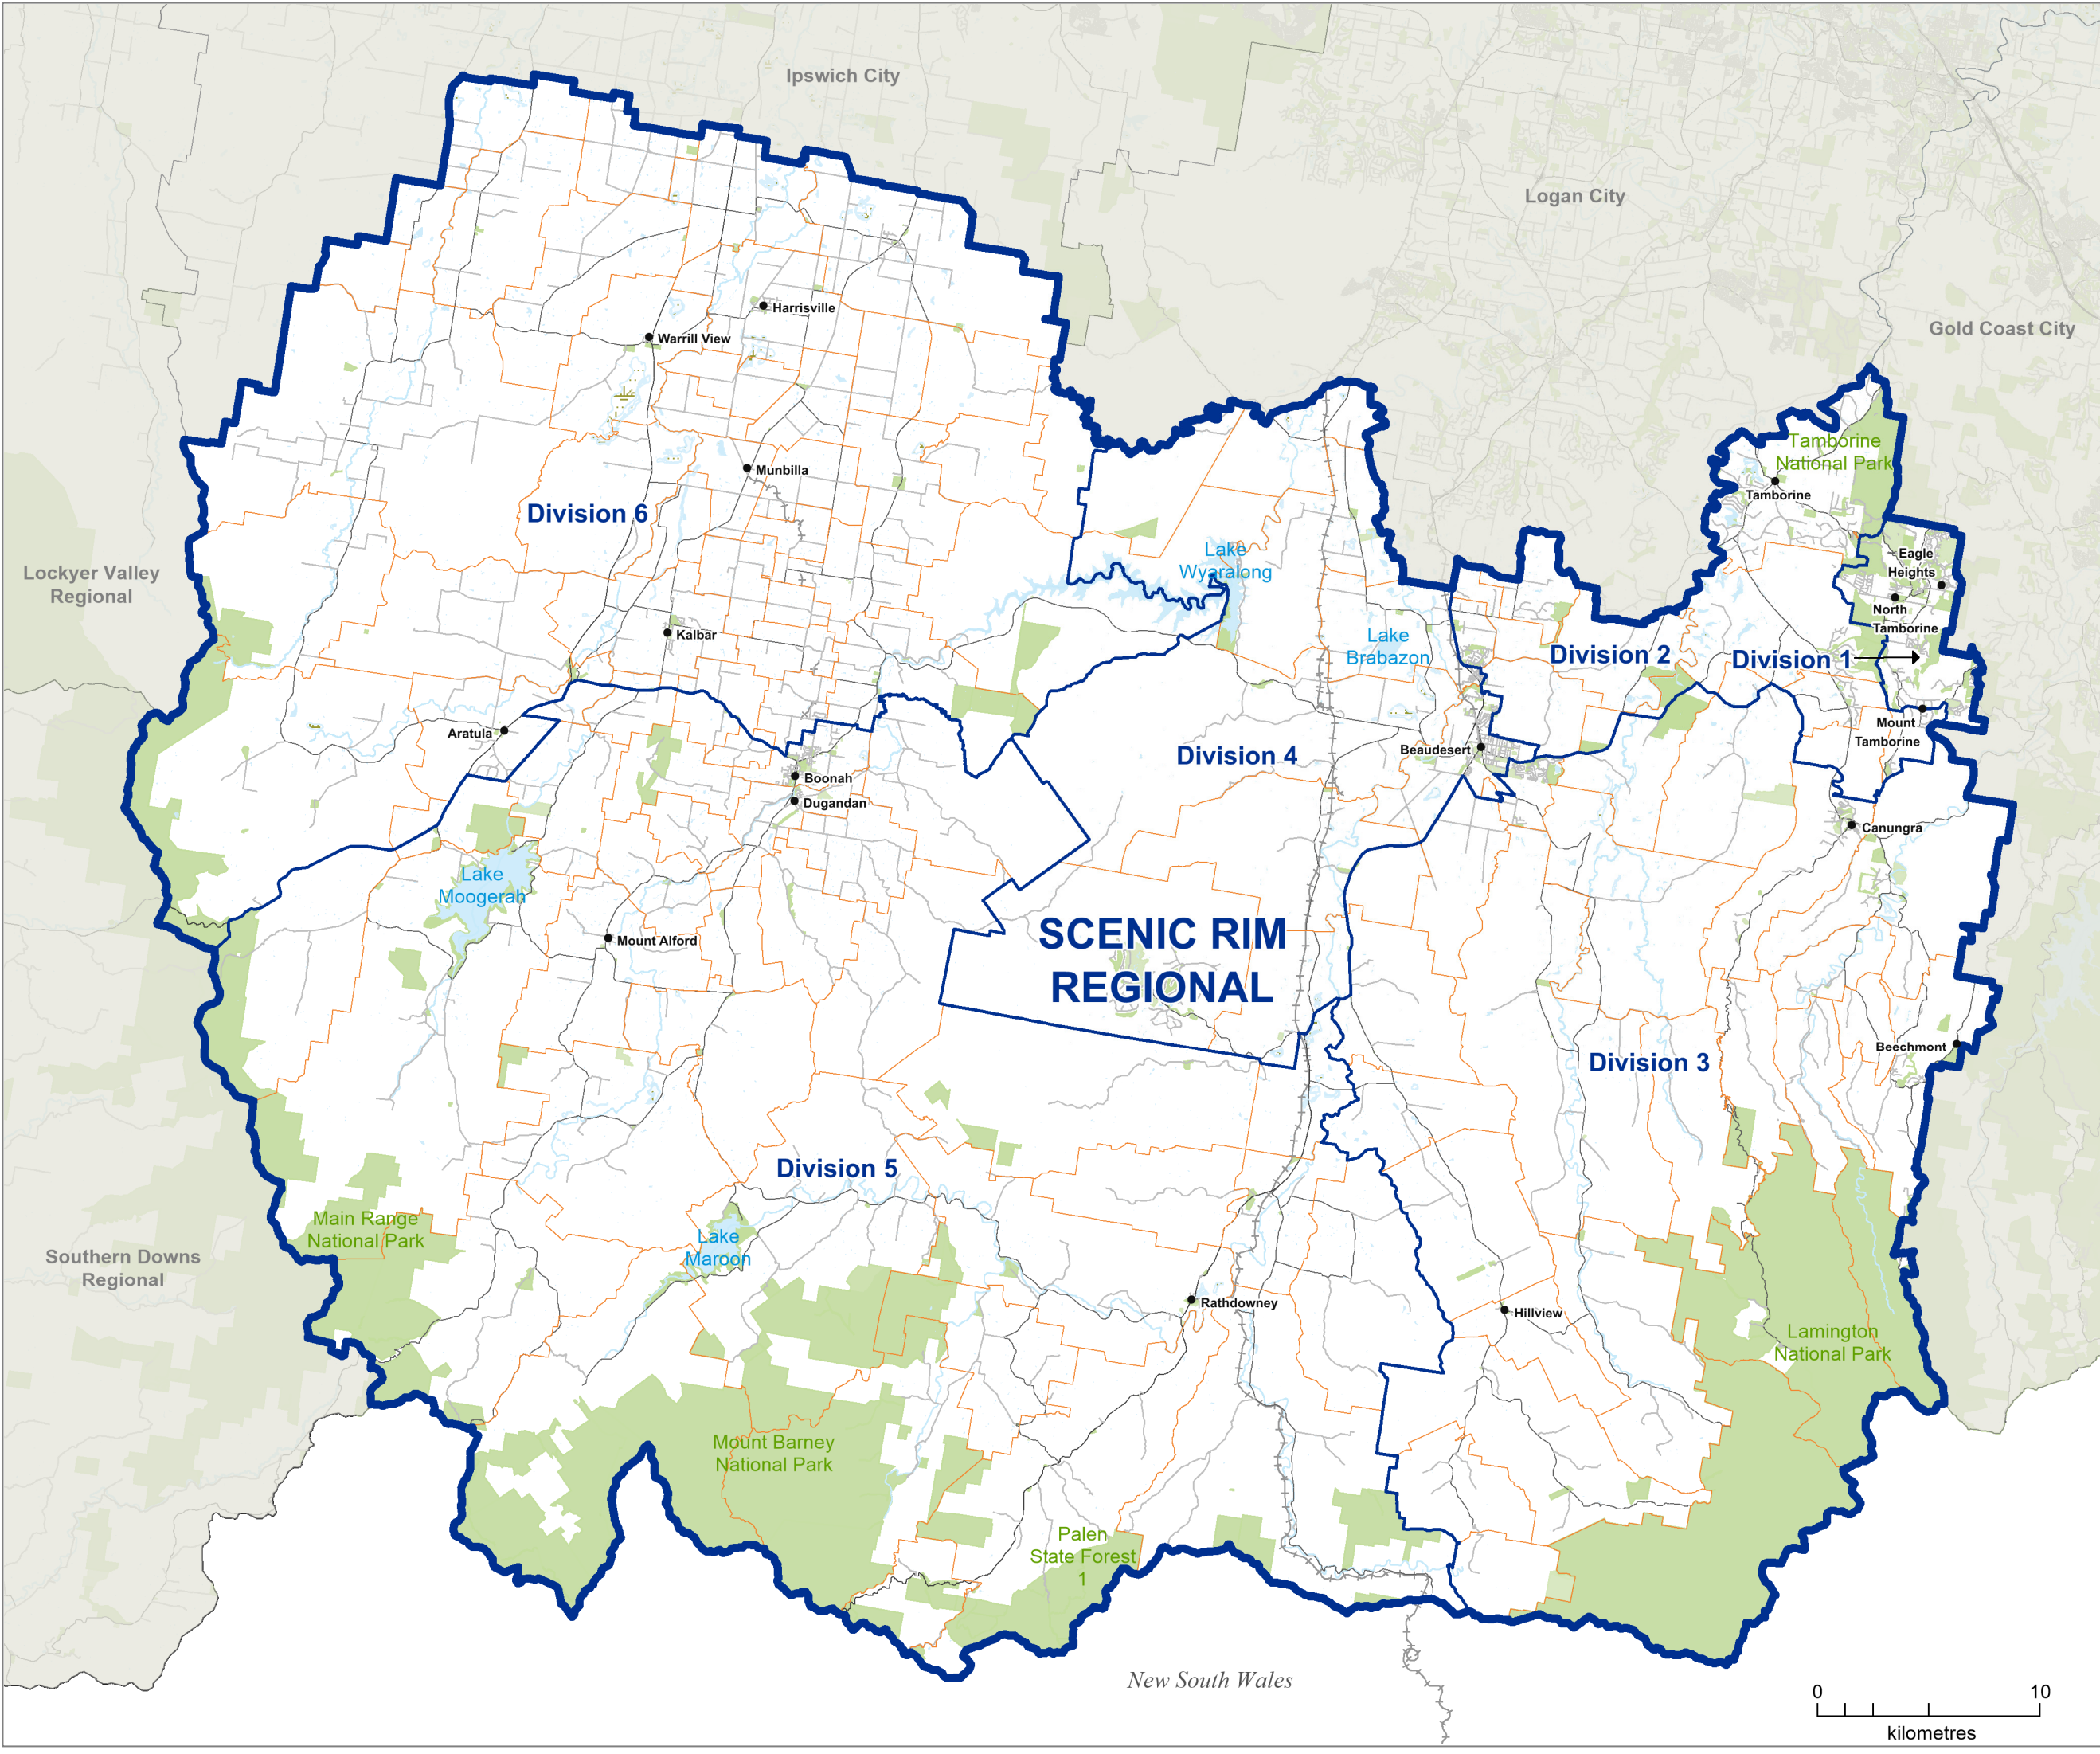 Ipswich City
Logan City
Harrisville
Gold Coast City
Warrill View
Tamborine
National Park
Munbilla
Tamborine
Division 6
Eagle
Heights
Lake
Wyaralong
Lockyer Valley
Regional
North
Tamborine
Kalbar
Lake
Brabazon
Division 2
Division 1
Aratula
Mount
Tamborine
Division 4
Beaudesert
Boonah
Dugandan
Canungra
Lake
Moogerah
SCENIC RIM
REGIONAL
Mount Alford
Beechmont
Division 3
Division 5
Main Range
National Park
Lake
Maroon
Southern Downs
Regional
Rathdowney
Hillview
Lamington
National Park
Mount Barney
National Park
Palen
State Forest
1
New South Wales
0 10
kilometres